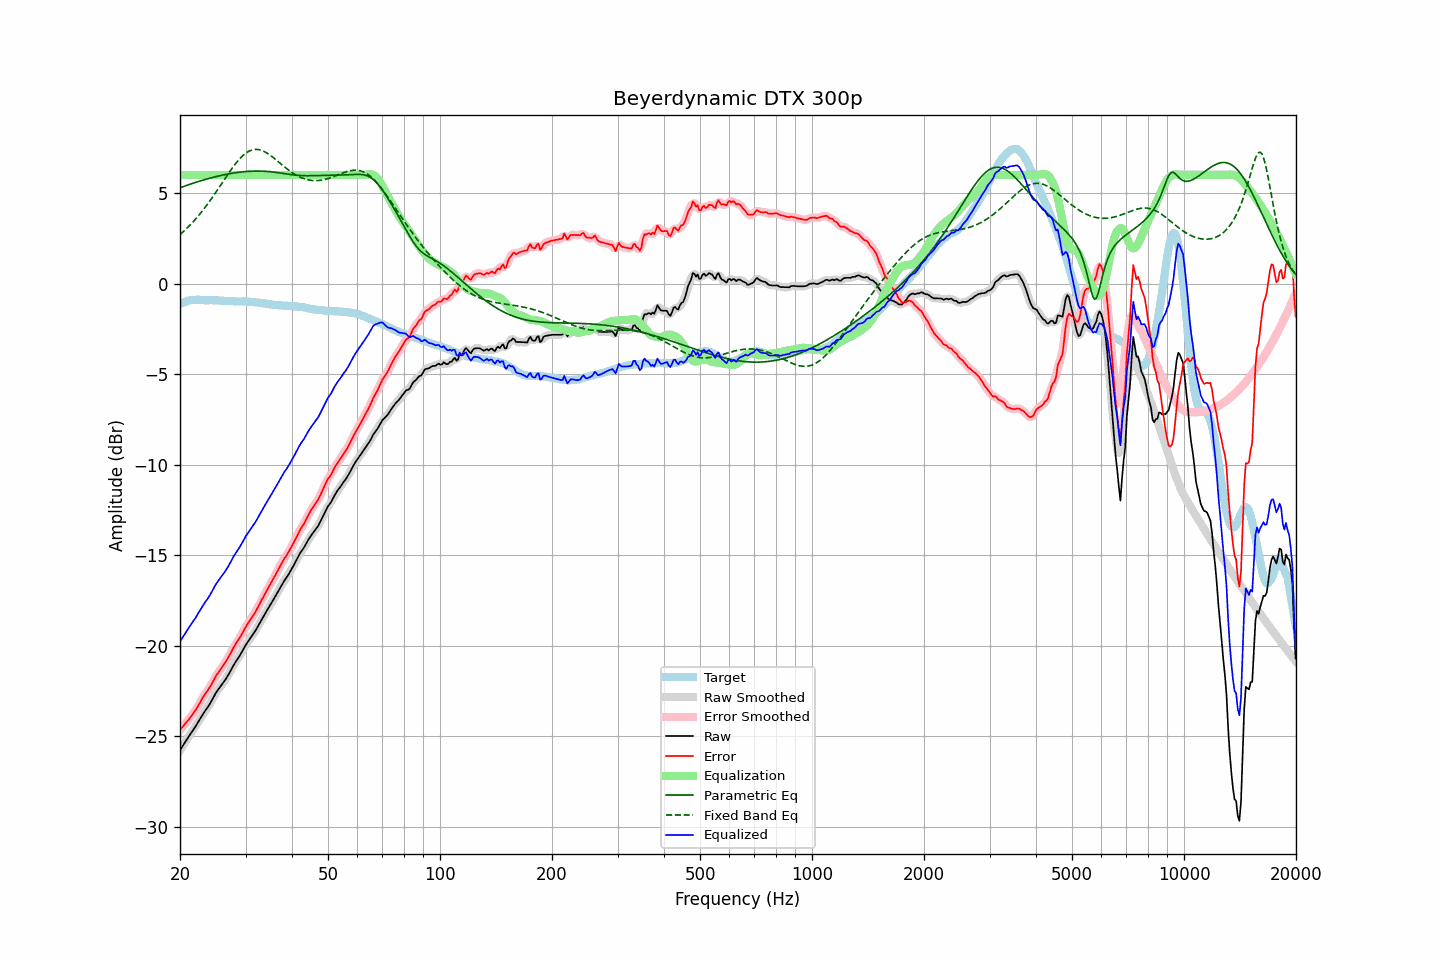 Beyerdynamic DTX 300p
Amplitude (dBr)
5
0
−5
−10
−15
−20
−25
−30
Target
Raw Smoothed
Error Smoothed
Raw
Error
Equalization
Parametric Eq
Fixed Band Eq
Equalized
20 50 100 200 500 1000 2000 5000 10000 20000
Frequency (Hz)